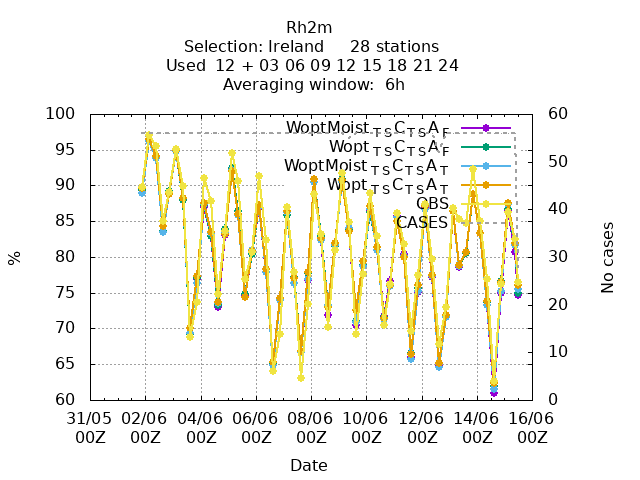 Rh2m
Selection: Ireland     28 stations
Used  12 + 03 06 09 12 15 18 21 24
Averaging window:  6h
100
95
90
85
80
75
70
65
60
%
60
50
40
30
20
10
0
No cases
WoptMoist TS C TS A F
Wopt TS C TS A F
WoptMoist TS C TS A T
Wopt TS C TS A T
OBS
CASES
31/05 02/06 04/06 06/06 08/06 10/06 12/06 14/06 16/06
00Z 00Z 00Z 00Z 00Z 00Z 00Z 00Z 00Z
Date